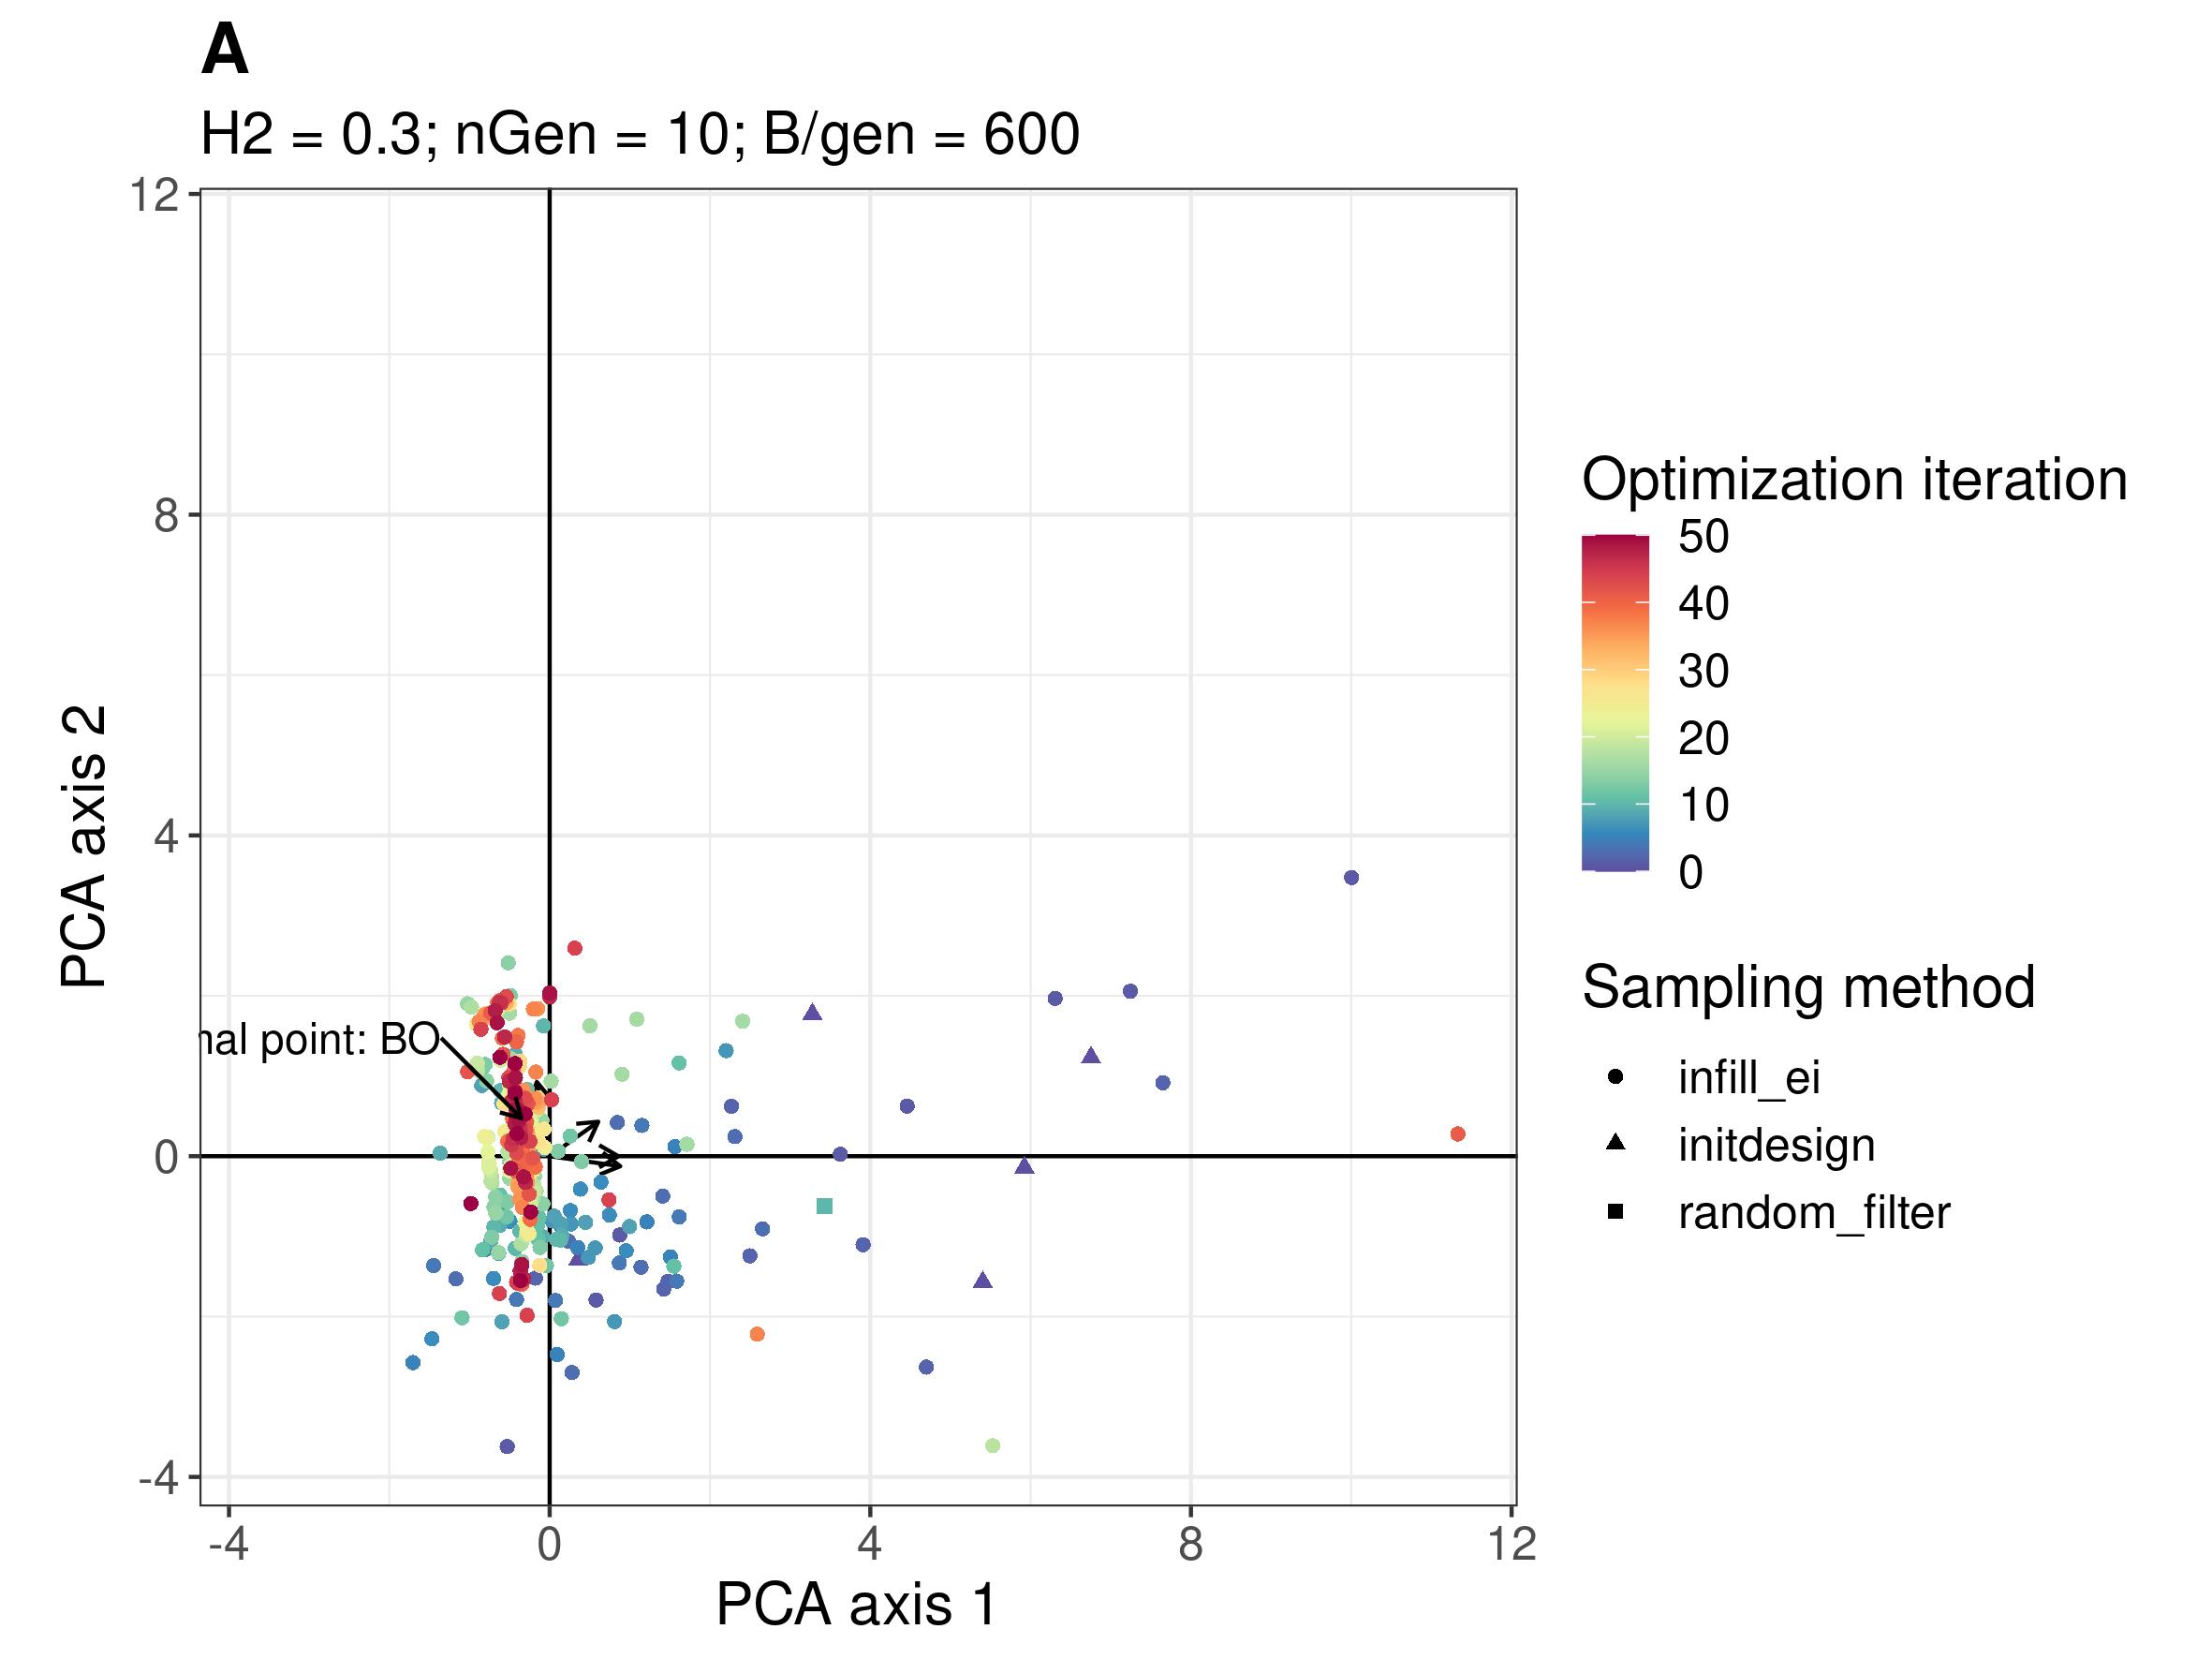 A
H2 = 0.3; nGen = 10; B/gen = 600
12
8
4
0
-4
PCA axis 2
nal point: BO
-4
0
4
8
12
PCA axis 1
Optimization iteration
50
40
30
20
10
0
Sampling method
infill_ei
initdesign
random_filter